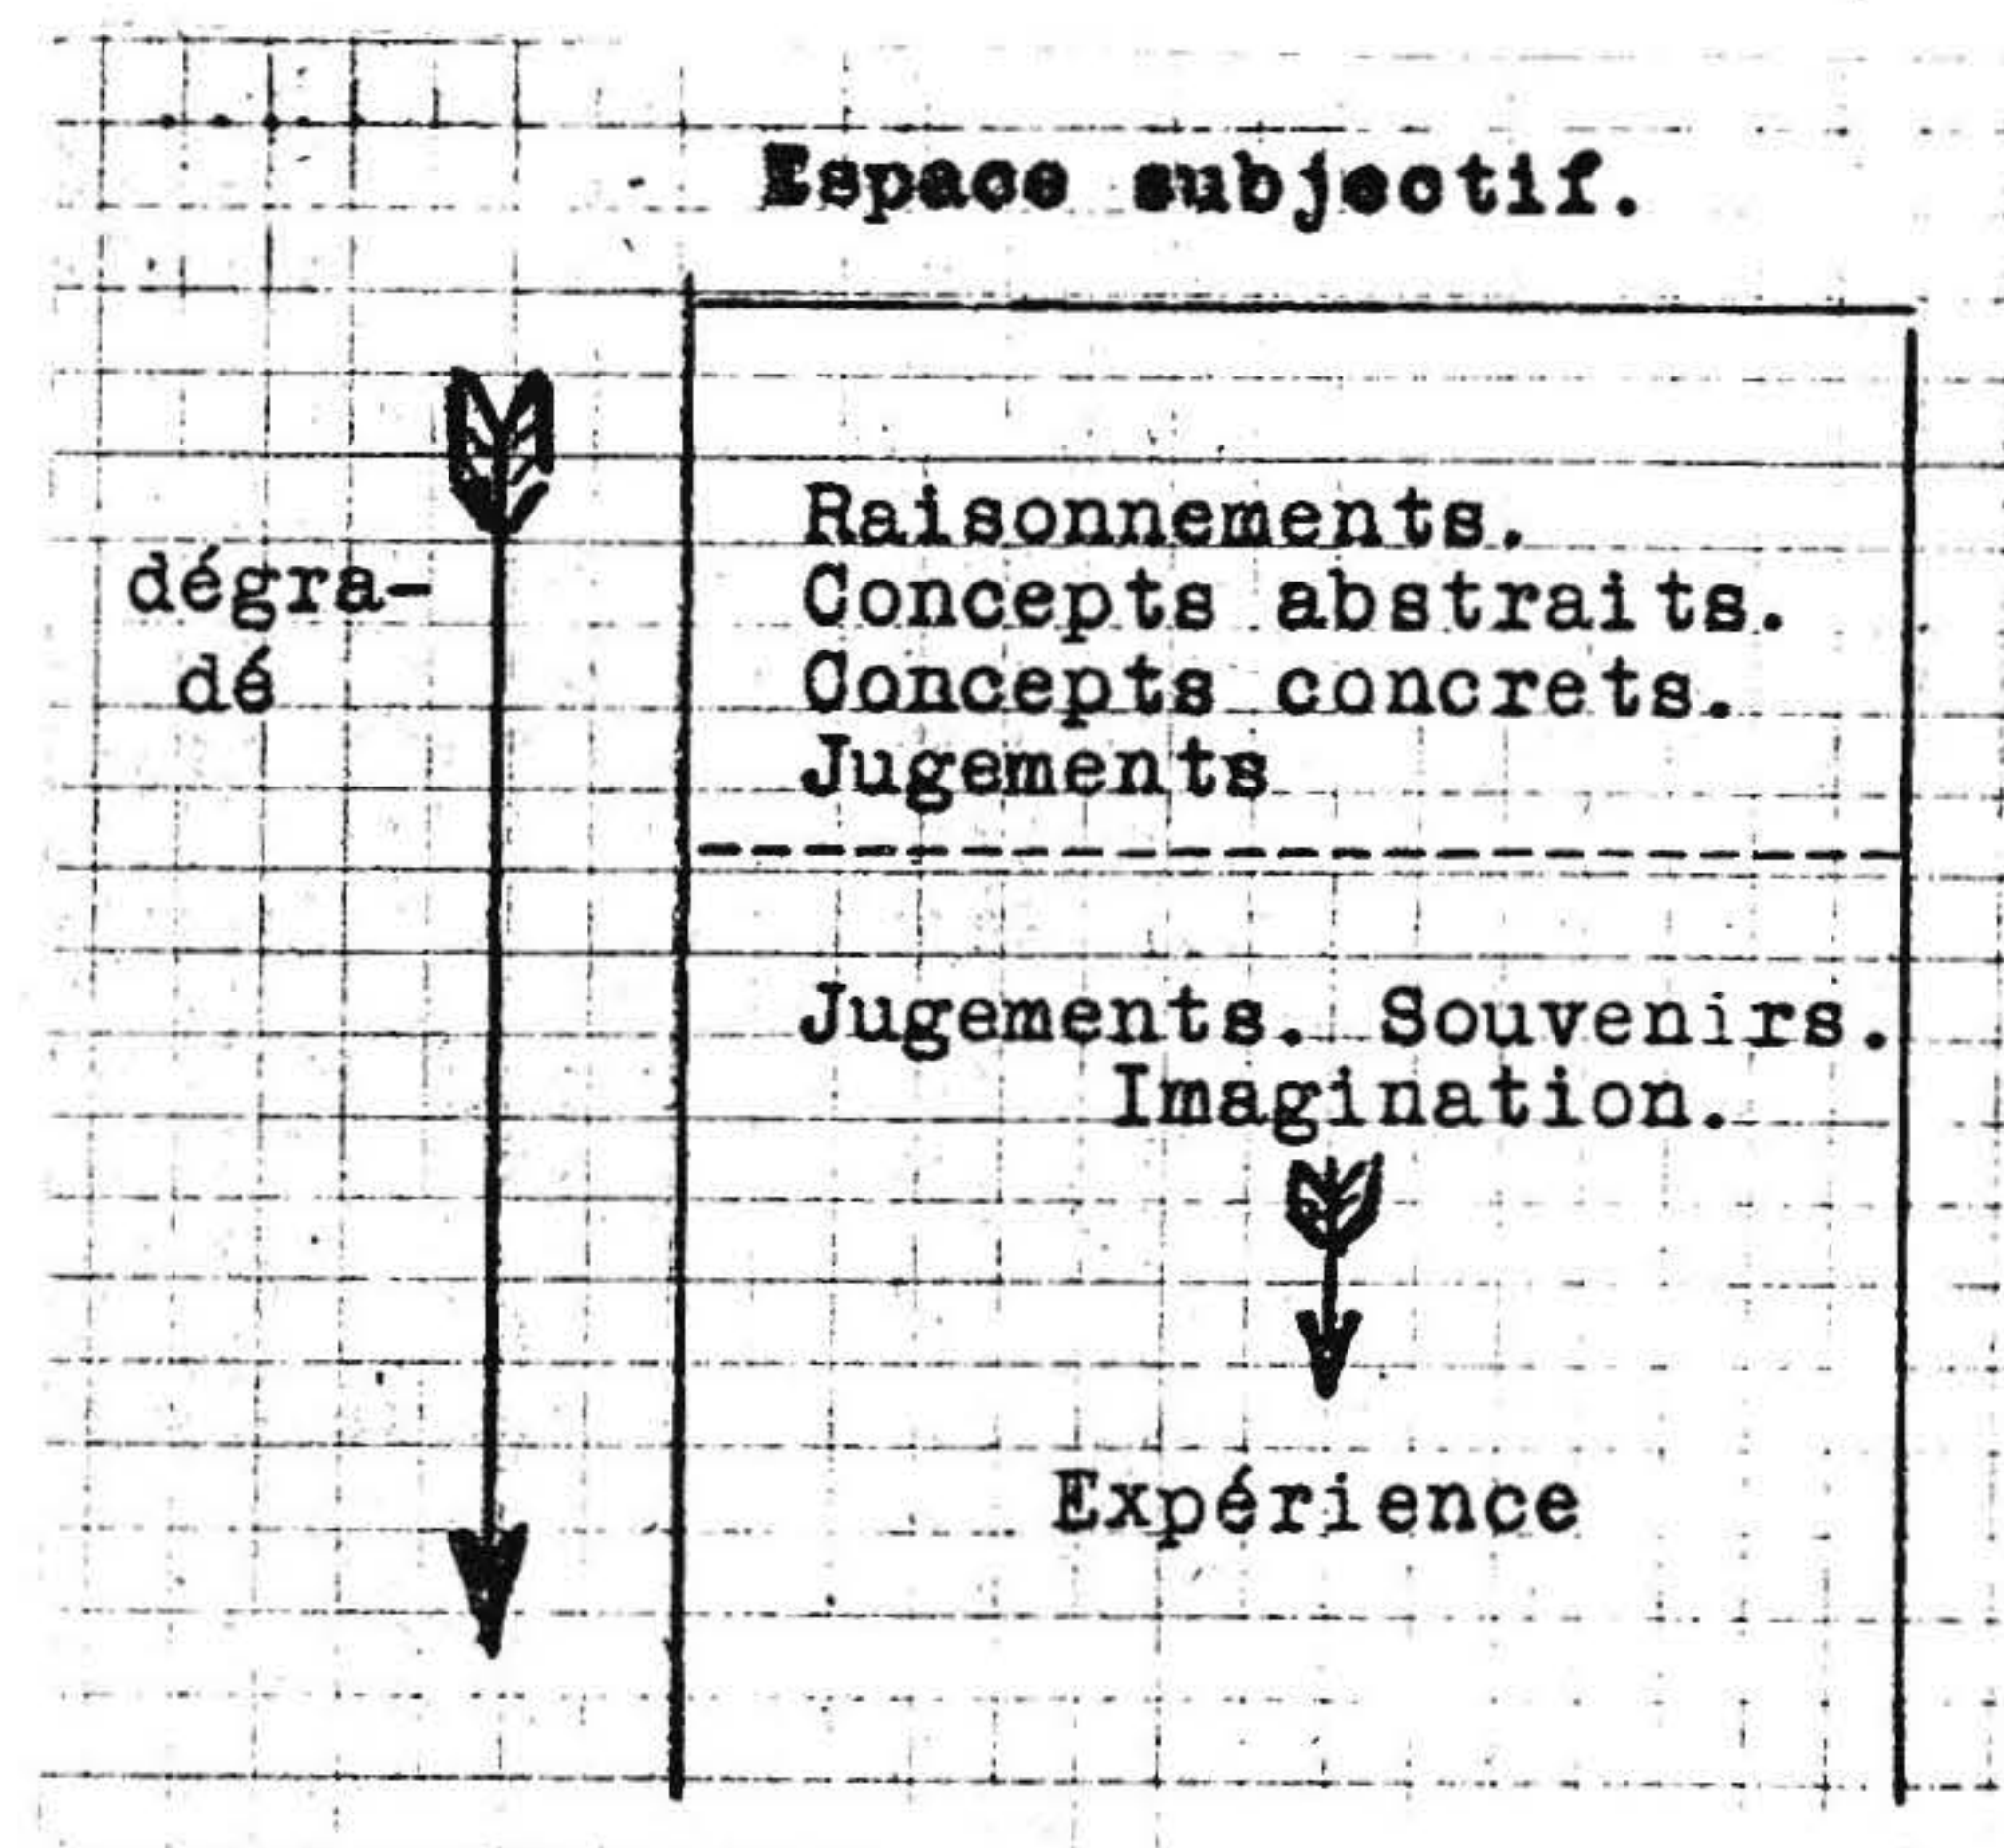 Espace subjectif.
Raisonnements.
dégra-
Concepts abstraits.
dé
Concepts concrets.
Jugements
Jugements. Souvenirs.
Imagination.
Expérience